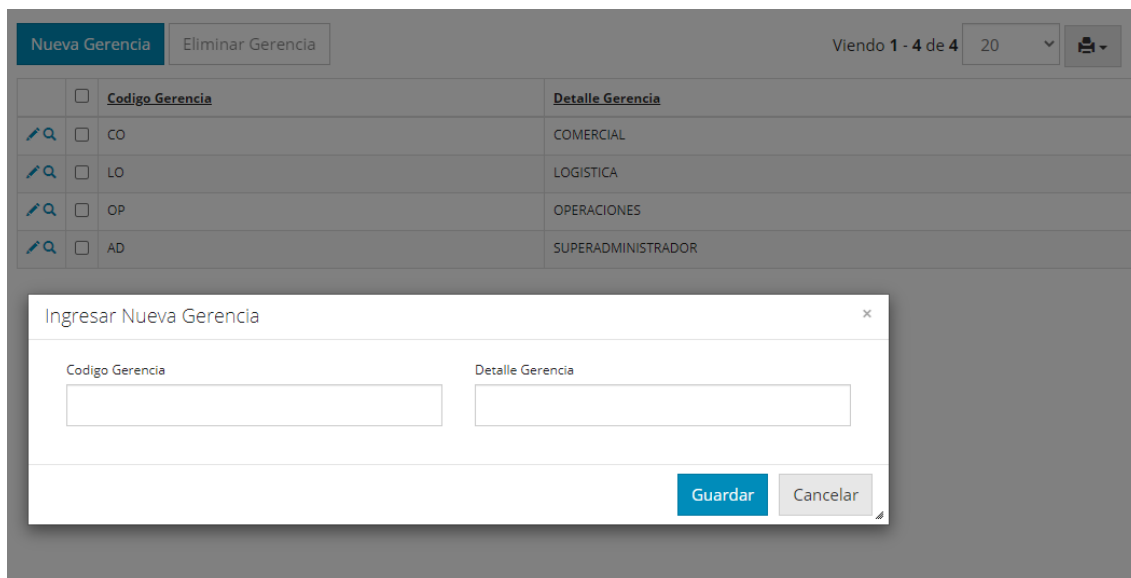 Nueva Gerencia Eliminar Gerencia Viendo 1 - 4 de 4 20
Codigo Gerencia Detalle Gerencia
CO COMERCIAL
LO LOGISTICA
OP OPERACIONES
AD SUPERADMINISTRADOR
Ingresar Nueva Gerencia ×
Codigo Gerencia Detalle Gerencia
Guardar Cancelar